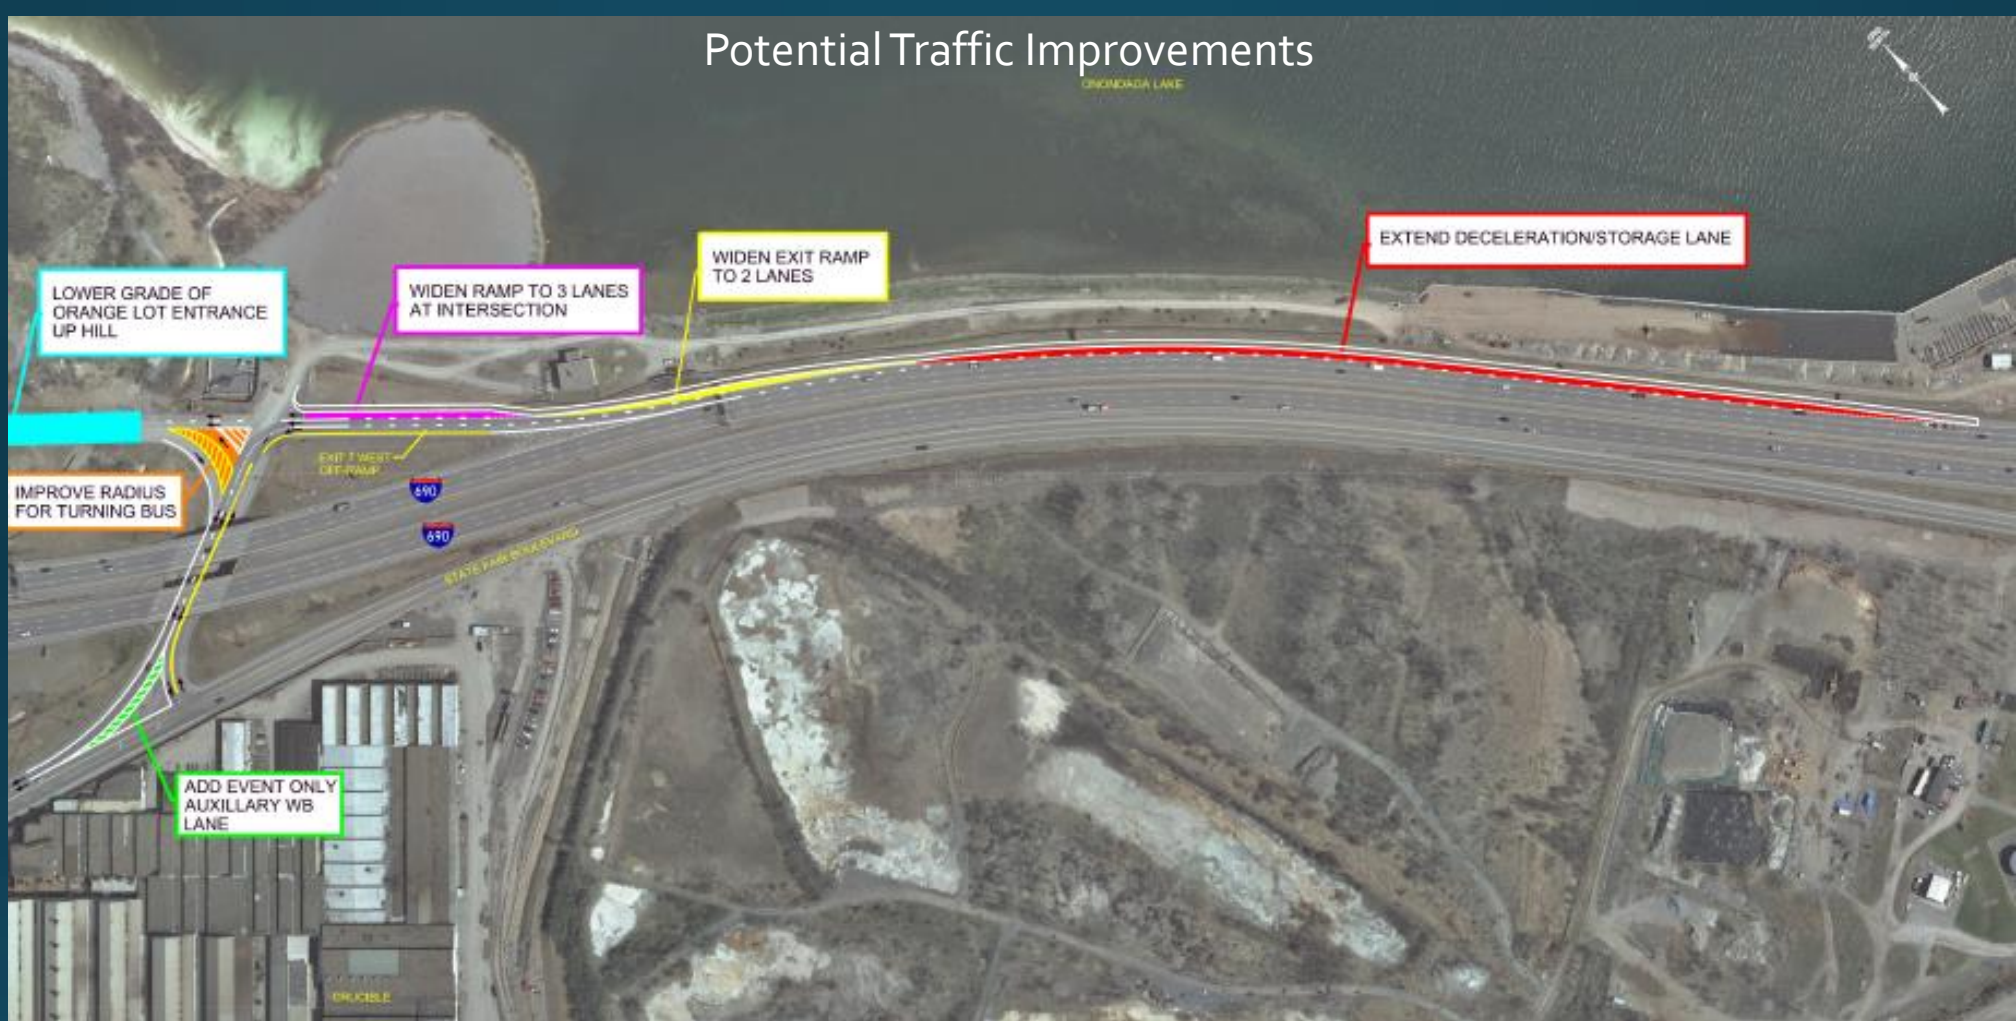 Potential Traffic Improvements
ONONDAGA LAKE
EXTEND DECELERATION/STORAGE LANE
WIDEN EXIT RAMP
TO 2 LANES
WIDEN RAMP TO 3 LANES
AT INTERSECTION
LOWER GRADE OF
ORANGE LOT ENTRANCE
UP HILL
EXIT 7 WEST
OFF-RAMP
IMPROVE RADIUS
FOR TURNING BUS
690
690
STATE FAIR BOULEVARD
ADD EVENT ONLY
AUXILLARY WB
LANE
CRUCIBLE